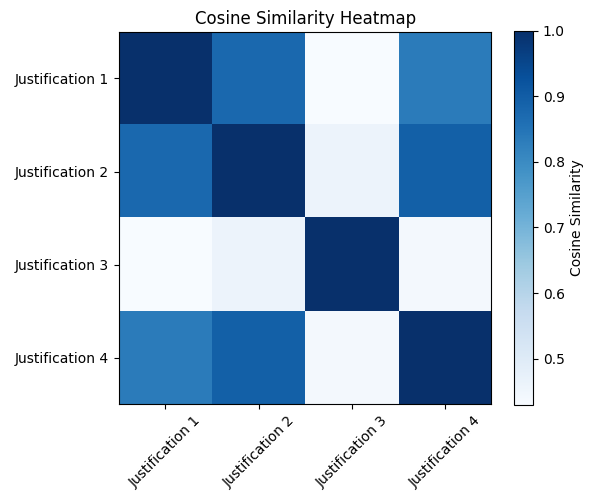 Cosine Similarity Heatmap
Justification 1
Justification 2
Justification 3
Justification 4
Justification 1
Justification 2
Justification 3
Justification 4
1.0
0.9
0.8
0.7
0.6
0.5
Cosine Similarity